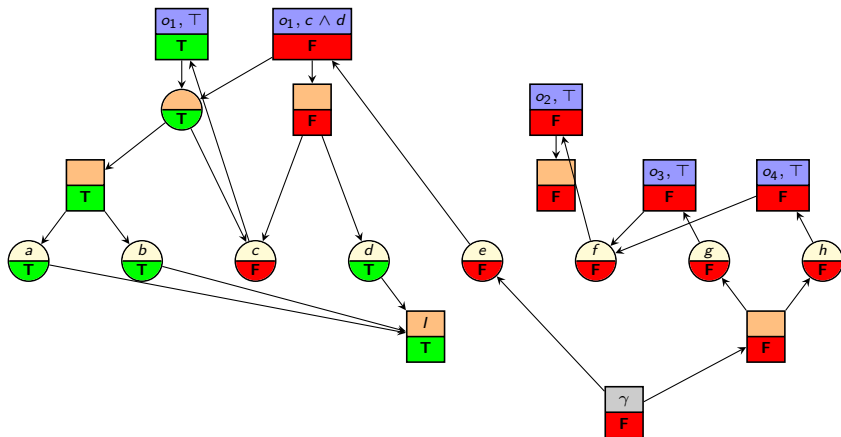 o₁, ⊤
T
o₁, c ∧ d
F
T
F
o₂, ⊤
F
T
F
o₃, ⊤
F
o₄, ⊤
F
a
T
b
T
c
F
d
T
e
F
f
F
g
F
h
F
I
T
F
γ
F